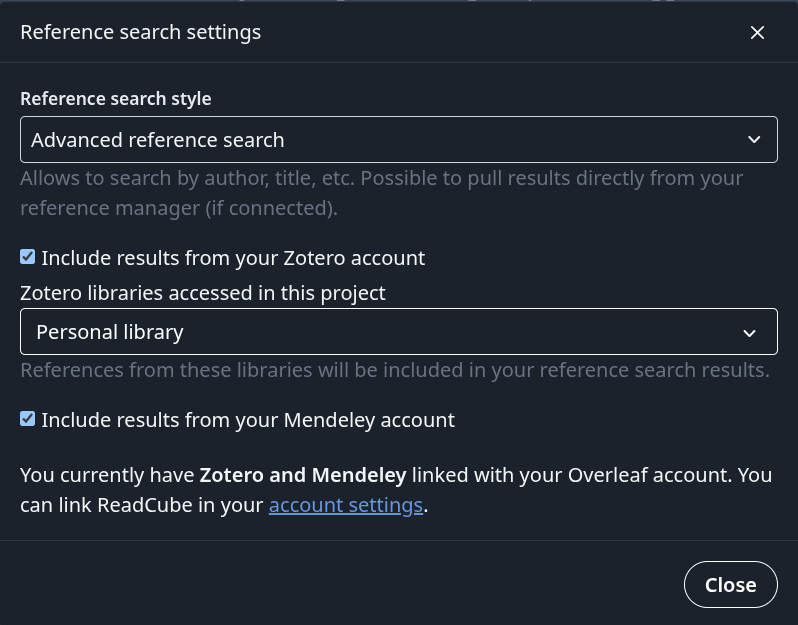 Reference search settings
Reference search style
Advanced reference search
Allows to search by author, title, etc. Possible to pull results directly from your
reference manager (if connected).
Include results from your Zotero account
Zotero libraries accessed in this project
Personal library
References from these libraries will be included in your reference search results.
Include results from your Mendeley account
You currently have Zotero and Mendeley linked with your Overleaf account. You
can link ReadCube in your account settings.
Close